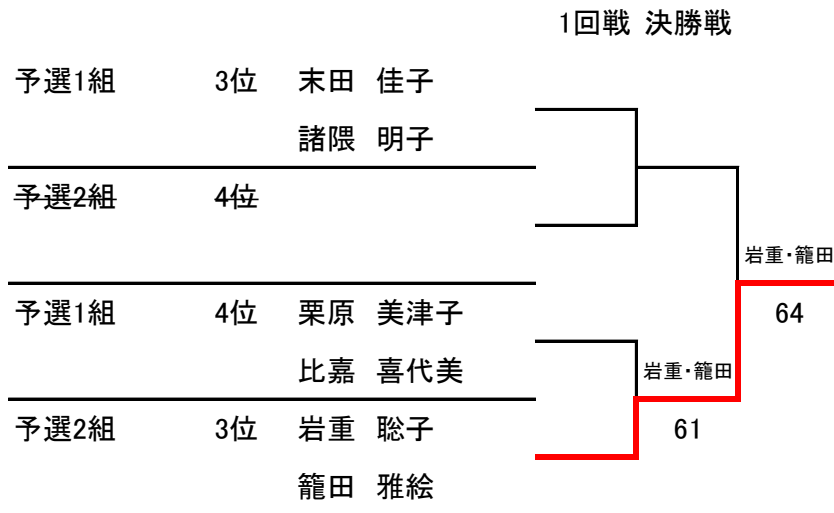 1回戦 決勝戦
予選1組 3位 末田 佳子
諸隈 明子
予選2組 4位
岩重・籠田
予選1組 4位 栗原 美津子
64
比嘉 喜代美
岩重・籠田
予選2組 3位 岩重 聡子
61
籠田 雅絵